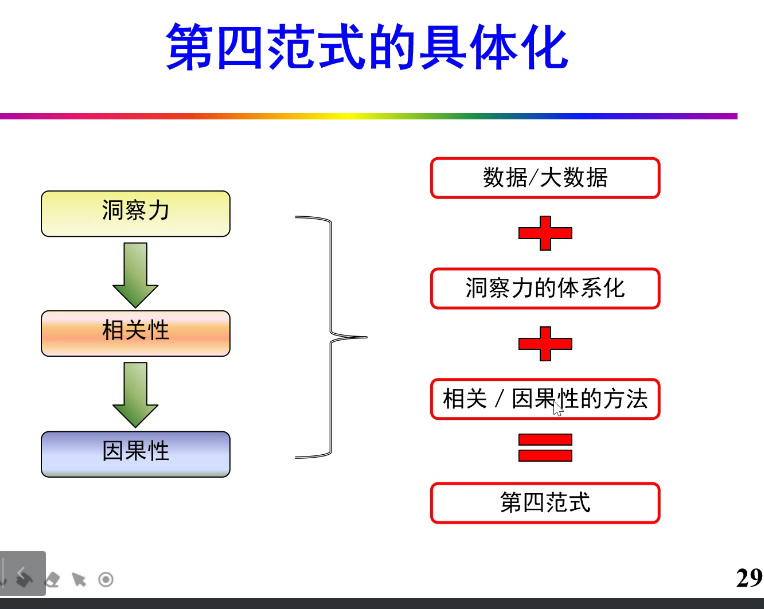 第四范式的具体化
洞察力
相关性
因果性
数据/大数据
洞察力的体系化
相关/因果性的方法
第四范式
29